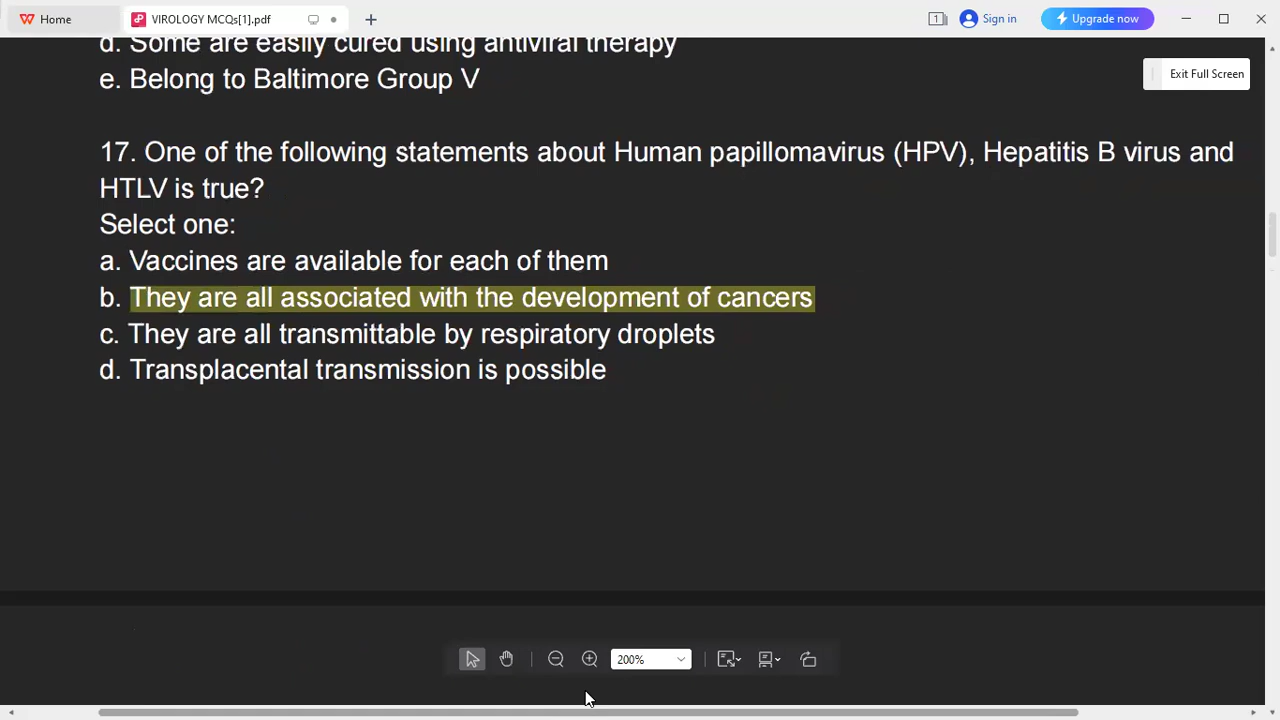 Home
VIROLOGY MCQs[1].pdf
1
Sign in
Upgrade now
d. Some are easily cured using antiviral therapy
e. Belong to Baltimore Group V
Exit Full Screen
17. One of the following statements about Human papillomavirus (HPV), Hepatitis B virus and
HTLV is true?
Select one:
a. Vaccines are available for each of them
b. They are all associated with the development of cancers
c. They are all transmittable by respiratory droplets
d. Transplacental transmission is possible
200%